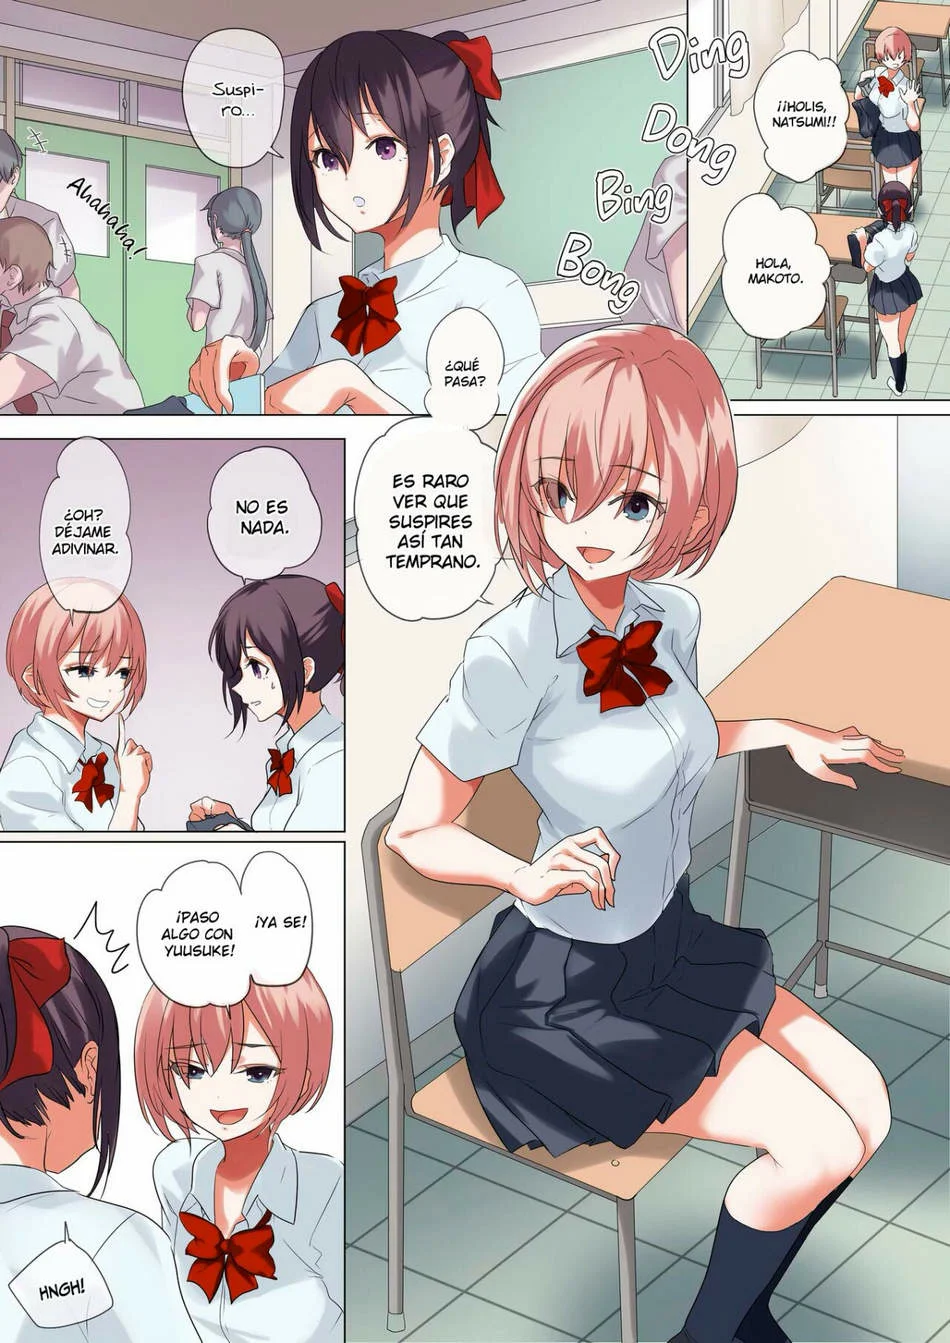 ¡¡HOLIS,
NATSUMI!!
HOLA,
MAKOTO.
Ding
Dong
Bing
Bong
Suspi-
ro...
Ahahaha!
¿QUÉ
PASA?
ES RARO
VER QUE
SUSPIRES
ASÍ TAN
TEMPRANO.
NO ES
NADA.
¿OH?
DÉJAME
ADIVINAR.
¡YA SE!
¡PASO
ALGO CON
YUUSUKE!
HNGH!